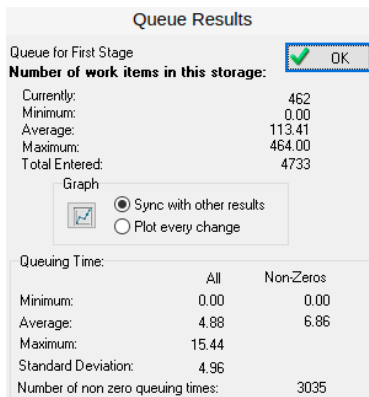 Queue Results
Queue for First Stage
OK
Number of work items in this storage:
Currently: 462
Minimum: 0.00
Average: 113.41
Maximum: 464.00
Total Entered: 4733
Graph
Sync with other results
Plot every change
Queuing Time:
All Non-Zeros
Minimum: 0.00 0.00
Average: 4.88 6.86
Maximum: 15.44
Standard Deviation: 4.96
Number of non zero queuing times: 3035